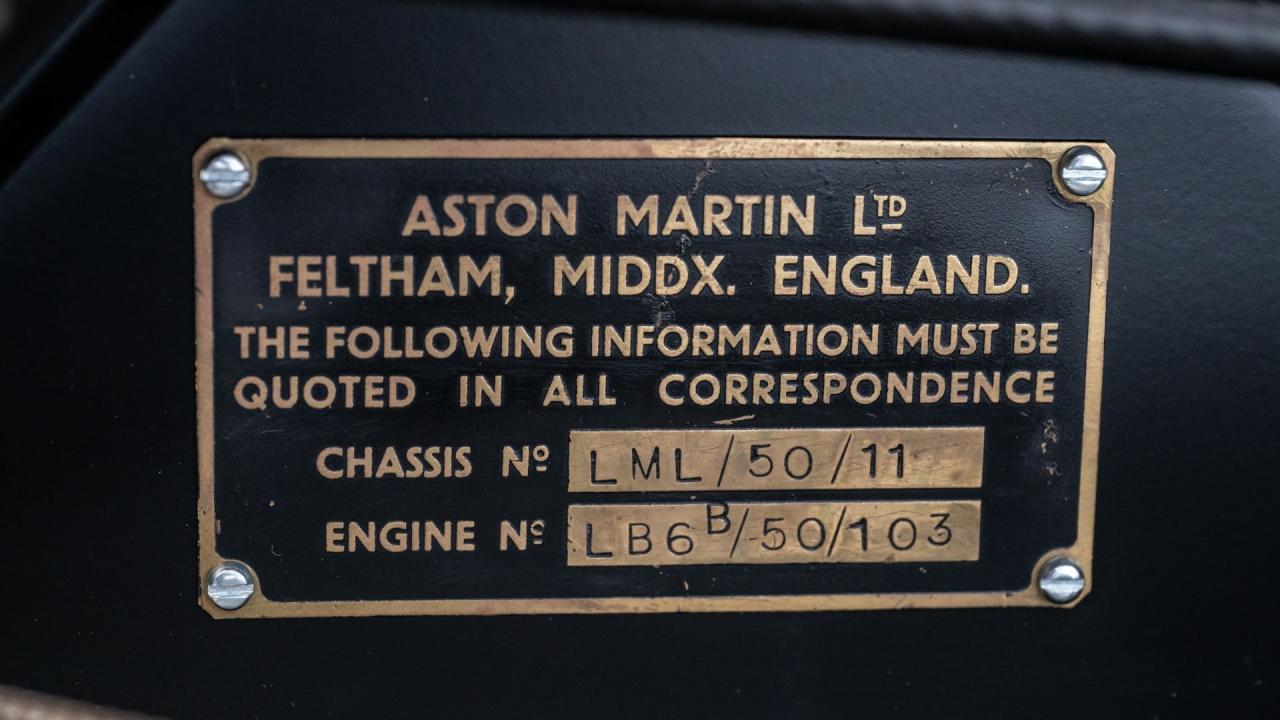 ASTON MARTIN LTD
FELTHAM, MIDDX. ENGLAND.
THE FOLLOWING INFORMATION MUST BE
QUOTED IN ALL CORRESPONDENCE
CHASSIS Nº LML/50/11
ENGINE Nº LB6B/50/103